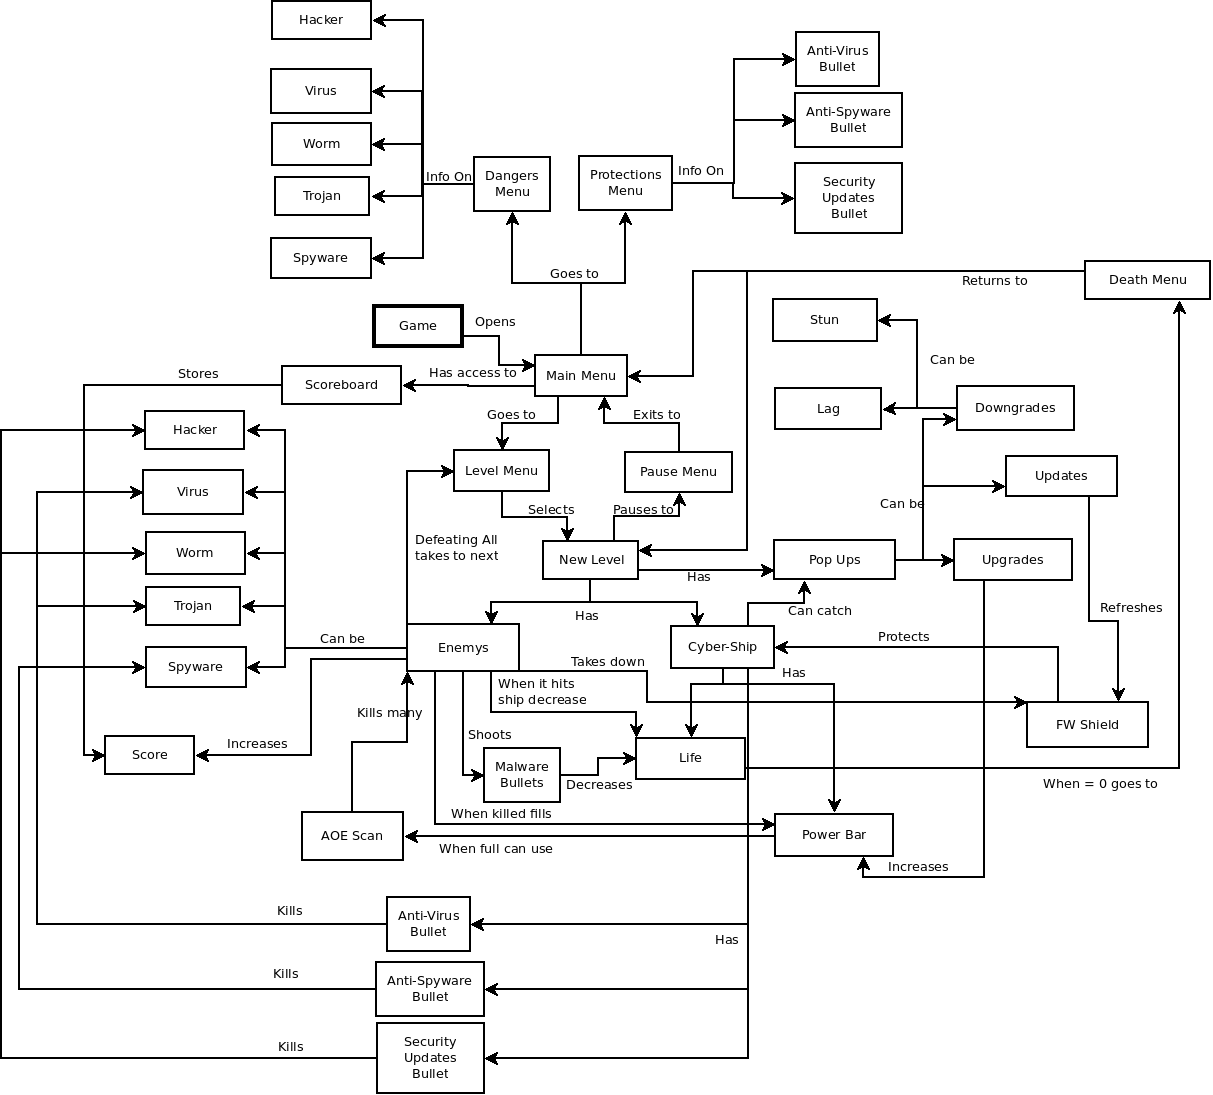 Hacker
Anti-Virus
Bullet
Virus
Anti-Spyware
Bullet
Worm
Info On
Info On
Dangers
Menu
Protections
Menu
Trojan
Security
Updates
Bullet
Spyware
Goes to
Returns to
Death Menu
Game
Opens
Stun
Can be
Stores
Scoreboard
Has access to
Main Menu
Hacker
Goes to
Exits to
Lag
Downgrades
Level Menu
Pause Menu
Updates
Virus
Selects
Pauses to
Can be
Defeating All
takes to next
Worm
New Level
Has
Pop Ups
Upgrades
Trojan
Has
Can catch
Refreshes
Can be
Enemys
Cyber-Ship
Protects
Spyware
Takes down
Has
When it hits
ship decrease
Kills many
FW Shield
Score
Increases
Shoots
Malware
Bullets
Decreases
Life
When = 0 goes to
When killed fills
AOE Scan
When full can use
Power Bar
Increases
Kills
Anti-Virus
Bullet
Has
Kills
Anti-Spyware
Bullet
Kills
Security
Updates
Bullet